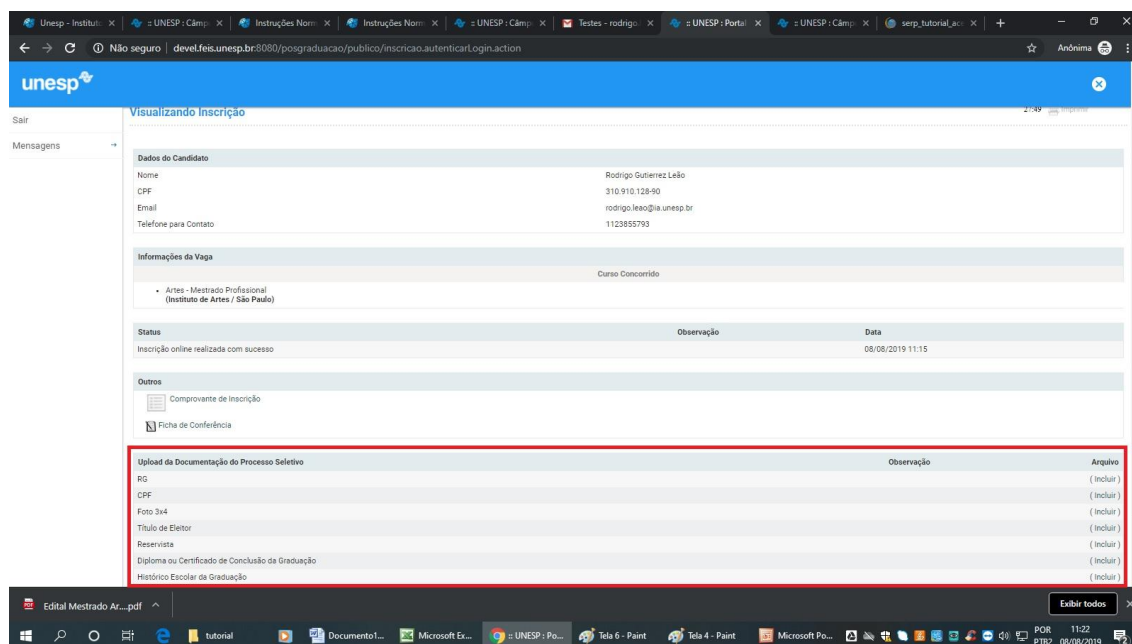 Unesp - Institut
:: UNESP : Câmp
Instruções Norm
Instruções Norm
:: UNESP : Câmp
Testes - rodrigo.
:: UNESP : Portal
:: UNESP : Câmp
serp_tutorial_ace
Não seguro | devel.feis.unesp.br:8080/posgraduacao/publico/inscricao.autenticarLogin.action
Anônima
unesp
Sair
Mensagens
Visualizando Inscrição
27:49 Imprimir
Dados do Candidato
Nome Rodrigo Gutierrez Leão
CPF 310.910.128-90
Email rodrigo.leao@ia.unesp.br
Telefone para Contato 1123855793
Informações da Vaga
Curso Concorrido
Artes - Mestrado Profissional
(Instituto de Artes / São Paulo)
Status Observação Data
Inscrição online realizada com sucesso 08/08/2019 11:15
Outros
Comprovante de Inscrição
Ficha de Conferência
Upload da Documentação do Processo Seletivo Observação Arquivo
RG ( Incluir )
CPF ( Incluir )
Foto 3x4 ( Incluir )
Título de Eleitor ( Incluir )
Reservista ( Incluir )
Diploma ou Certificado de Conclusão da Graduação ( Incluir )
Histórico Escolar da Graduação ( Incluir )
Edital Mestrado Ar....pdf
Exibir todos
tutorial
Documento1...
Microsoft Ex...
:: UNESP : Po...
Tela 6 - Paint
Tela 4 - Paint
Microsoft Po...
POR 11:22
PTB2 08/08/2019